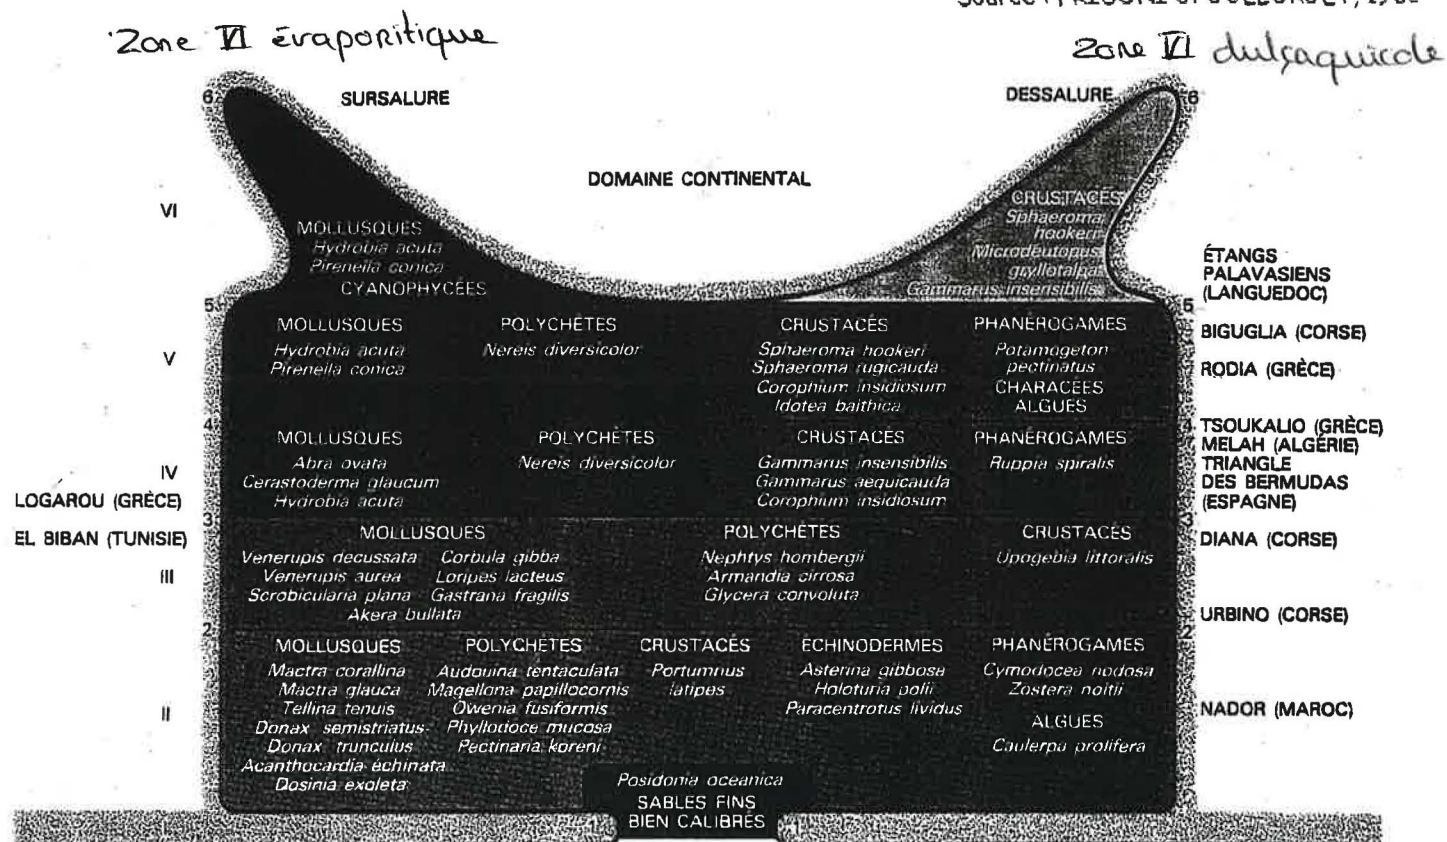 Zone VI évaporitique
Zone VI dulçaquicole
6 SURSALURE DESSALURE 6
DOMAINE CONTINENTAL
VI
MOLLUSQUES
Hydrobia acuta
Pirenella conica
CYANOPHYCÉES
CRUSTACÉS
Sphaeroma
hookeri
Microdeutopus
gryllotalpa
Gammarus insensibilis
ÉTANGS
PALAVASIENS
(LANGUEDOC)
5 5
V
MOLLUSQUES
Hydrobia acuta
Pirenella conica
POLYCHÈTES
Nereis diversicolor
CRUSTACÉS
Sphaeroma hookeri
Sphaeroma rugicauda
Corophium insidiosum
Idotea balthica
PHANÉROGAMES
Potamogeton
pectinatus
CHARACÉES
ALGUES
BIGUGLIA (CORSE)
RODIA (GRÈCE)
4 4
IV
LOGAROU (GRÈCE)
MOLLUSQUES
Abra ovata
Cerastoderma glaucum
Hydrobia acuta
POLYCHÈTES
Nereis diversicolor
CRUSTACÉS
Gammarus insensibilis
Gammarus aequicauda
Corophium insidiosum
PHANÉROGAMES
Ruppia spiralis
TSOUKALIO (GRÈCE)
MELAH (ALGÉRIE)
TRIANGLE
DES BERMUDAS
(ESPAGNE)
3 3
EL BIBAN (TUNISIE)
III
MOLLUSQUES
Venerupis decussata Corbula gibba
Venerupis aurea Loripes lacteus
Scrobicularia plana Gastrana fragilis
Akera bullata
POLYCHÈTES
Nephtys hombergii
Armandia cirrosa
Glycera convoluta
CRUSTACÉS
Upogebia littoralis
DIANA (CORSE)
URBINO (CORSE)
2 2
II
MOLLUSQUES
Mactra corallina
Mactra glauca
Tellina tenuis
Donax semistriatus
Donax trunculus
Acanthocardia échinata
Dosinia exoleta
POLYCHÈTES
Audouina tentaculata
Magellona papillocornis
Owenia fusiformis
Phyllodoce mucosa
Pectinaria koreni
CRUSTACÉS
Portumnus
latipes
ECHINODERMES
Asterina gibbosa
Holoturia polii
Paracentrotus lividus
PHANÉROGAMES
Cymodocea nodosa
Zostera noltii
ALGUES
Caulerpa prolifera
NADOR (MAROC)
Posidonia oceanica
SABLES FINS
BIEN CALIBRÉS
1 1